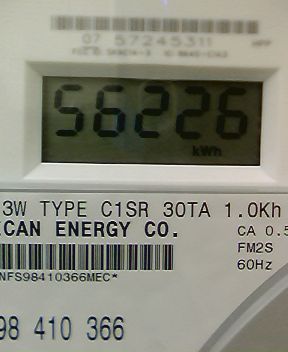 07 57245311
56226
kWh
3W TYPE C1SR 30TA 1.0Kh
ICAN ENERGY CO.
CA 0.5
FM2S
60Hz
NFS98410366MEC*
98 410 366